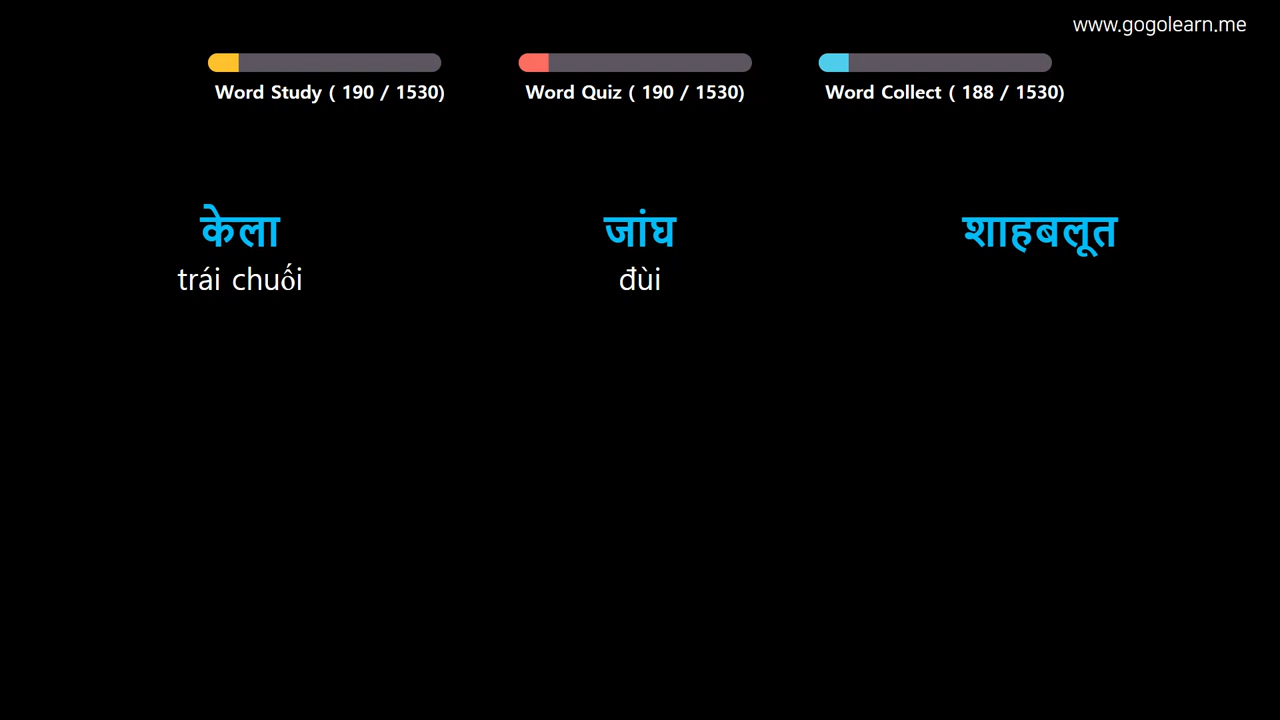 www.gogolearn.me
Word Study ( 190 / 1530)
Word Quiz ( 190 / 1530)
Word Collect ( 188 / 1530)
केला
trái chuối
जांघ
đùi
शाहबलूत